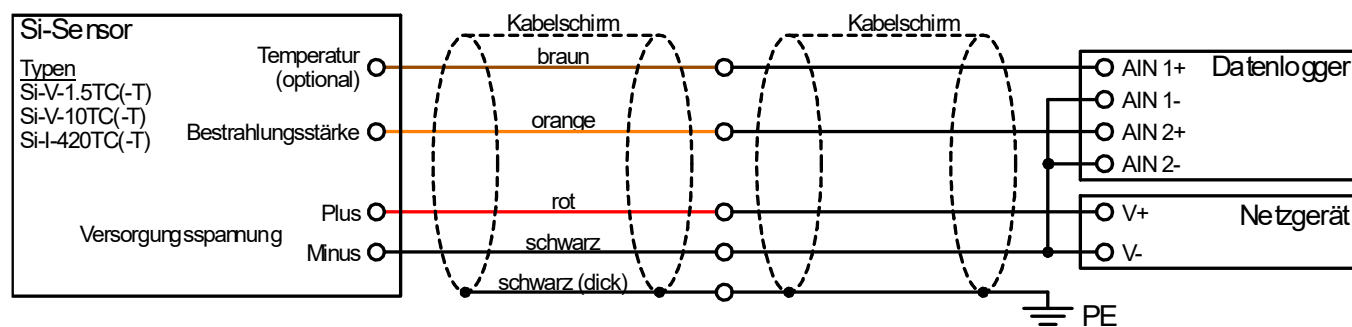 Si-Sensor
Typen
Si-V-1.5TC(-T)
Si-V-10TC(-T)
Si-I-420TC(-T)
Temperatur
(optional)
Bestrahlungsstärke
Versorgungsspannung
Plus
Minus
Kabelschirm
braun
orange
rot
schwarz
schwarz (dick)
Kabelschirm
AIN 1+
AIN 1-
AIN 2+
AIN 2-
Datenlogger
V+
V-
Netzgerät
PE